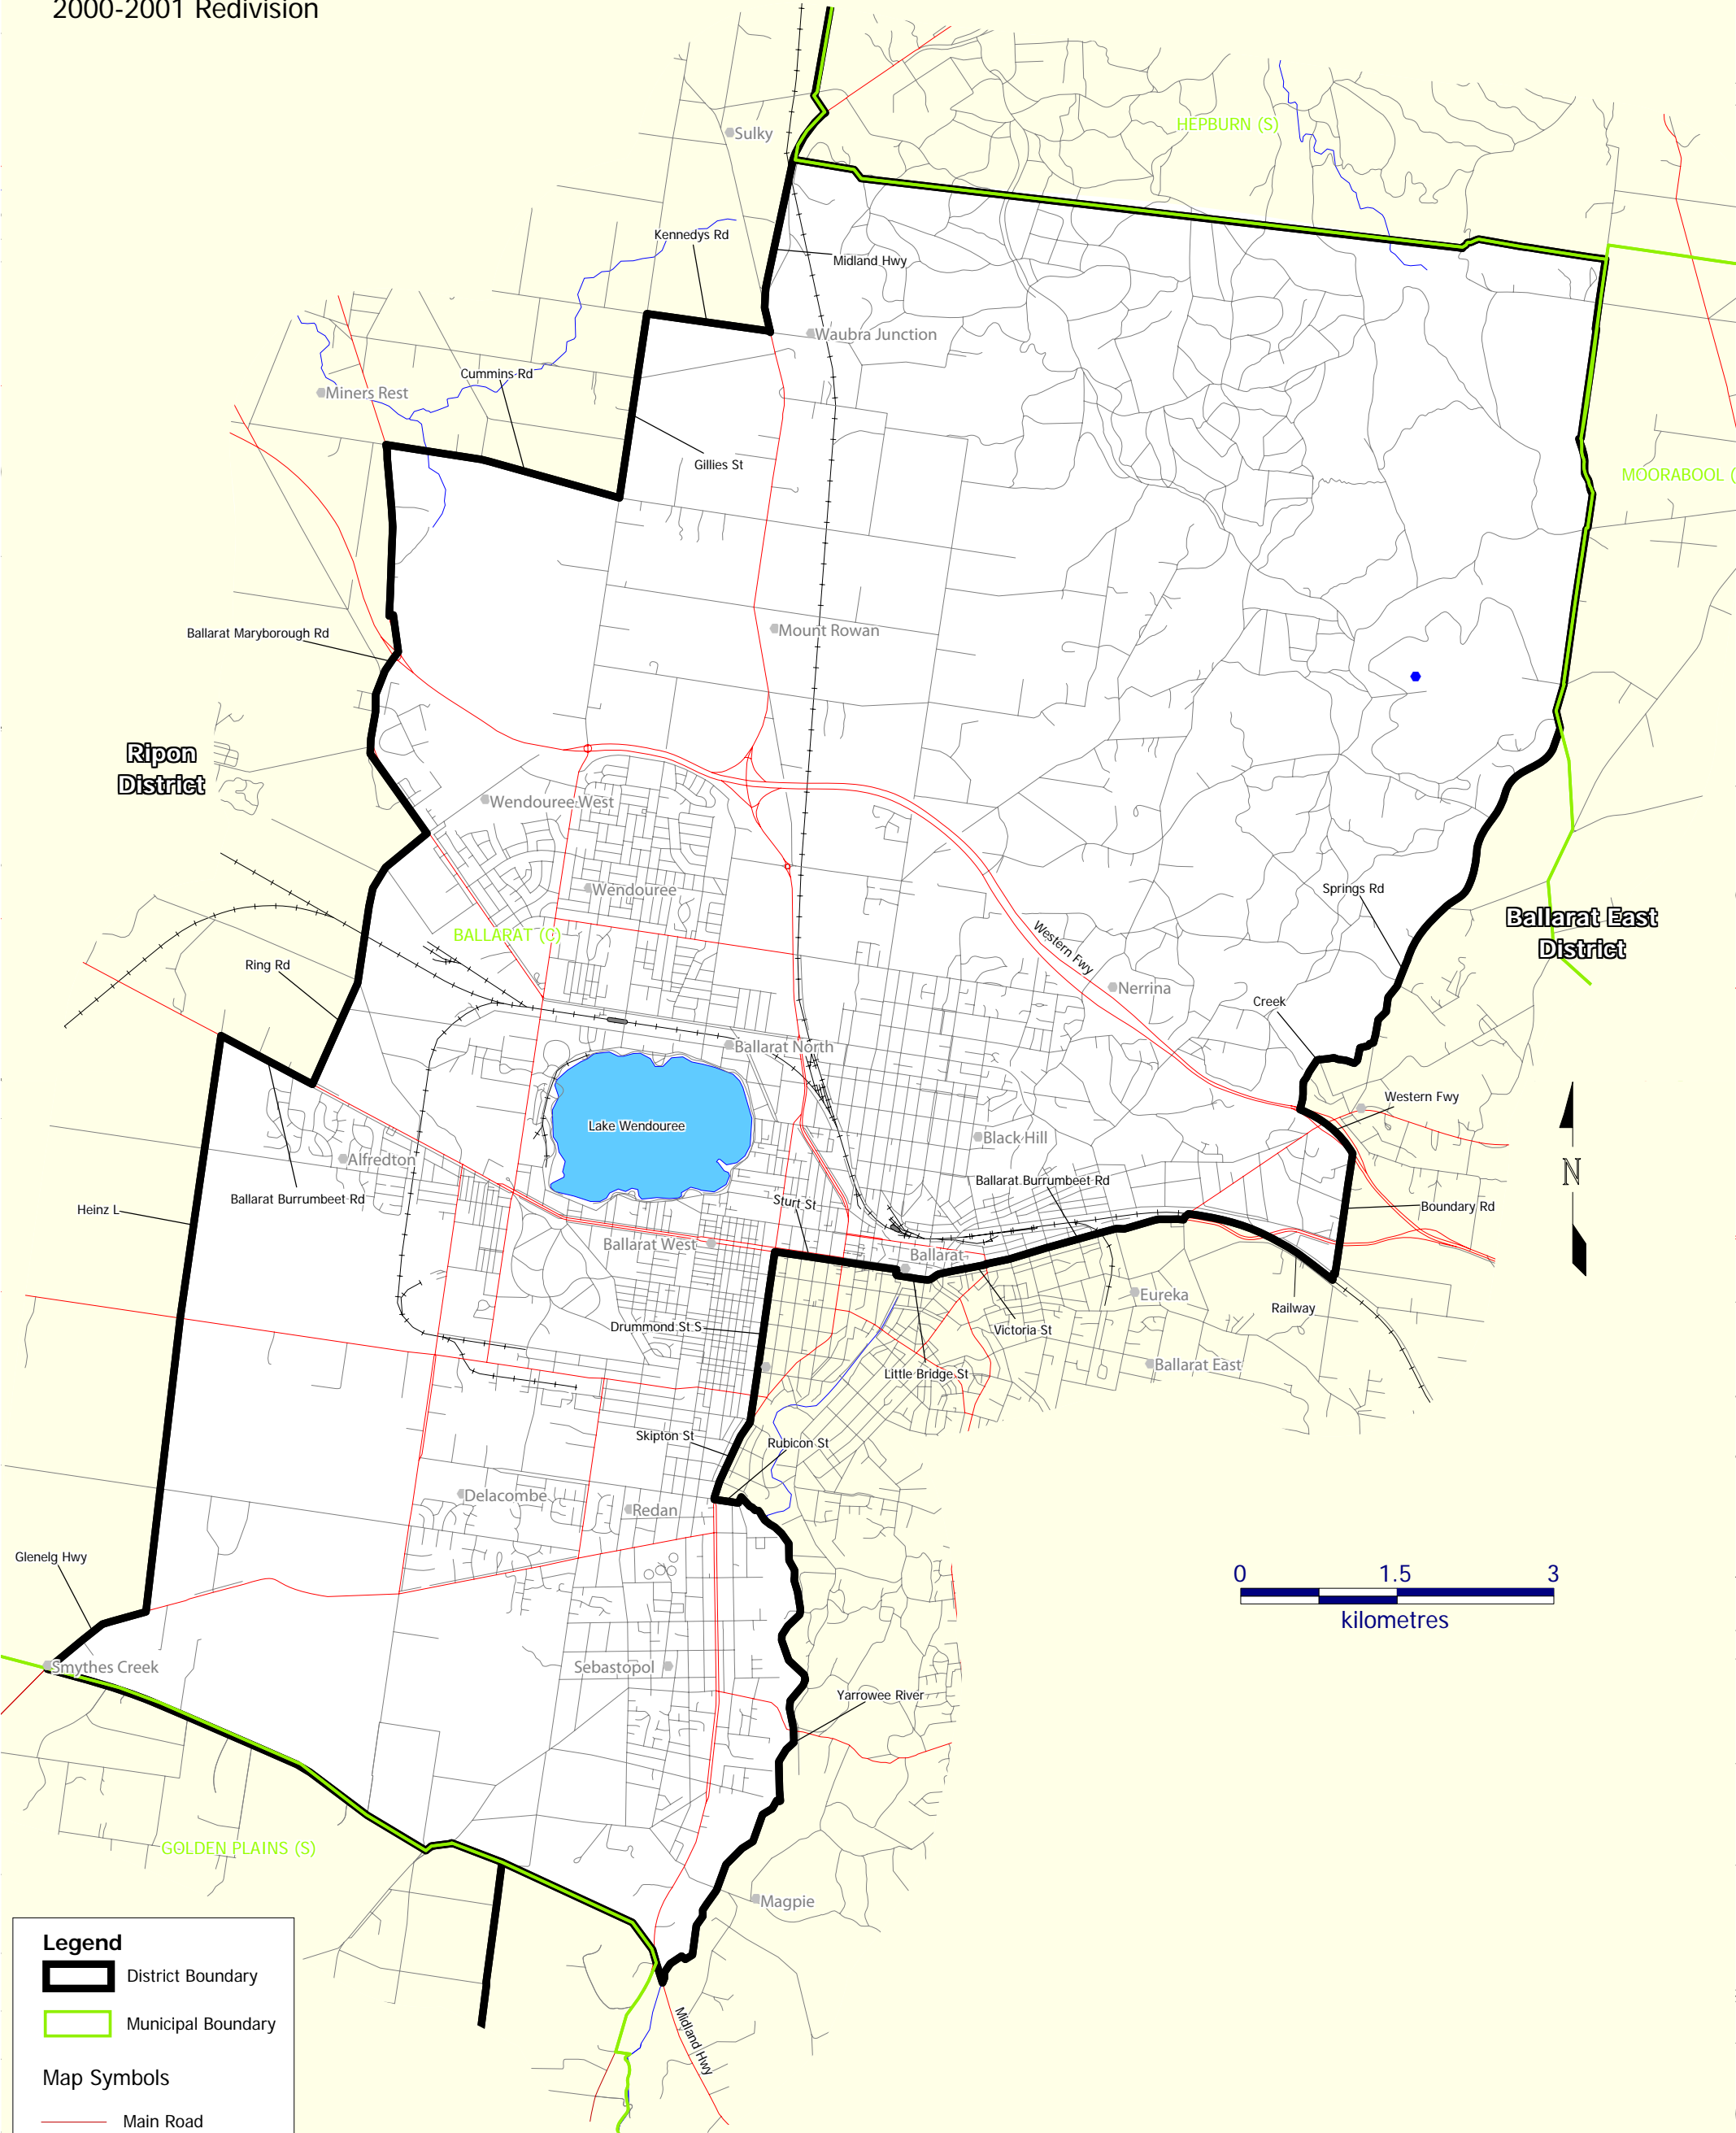 2000-2001 Redivision
HEPBURN (S)
Sulky
Kennedys Rd
Midland Hwy
Waubra Junction
Cummins Rd
Miners Rest
Gillies St
MOORABOOL (
Mount Rowan
Ballarat Maryborough Rd
Ripon
District
Wendouree West
Wendouree
Springs Rd
Ballarat East
District
BALLARAT (C)
Western Fwy
Ring Rd
Nerrina
Creek
Ballarat North
Western Fwy
Lake Wendouree
Black Hill
N
Alfredton
Ballarat Burrumbeet Rd
Ballarat Burrumbeet Rd
Sturt St
Heinz L
Boundary Rd
Ballarat West
Ballarat
Eureka
Railway
Drummond St S
Victoria St
Ballarat East
Little Bridge St
Skipton St
Rubicon St
Delacombe
Redan
Glenelg Hwy
0 1.5 3
kilometres
Smythes Creek
Sebastopol
Yarrowee River
GOLDEN PLAINS (S)
Magpie
Midland Hwy
Legend
District Boundary
Municipal Boundary
Map Symbols
Main Road